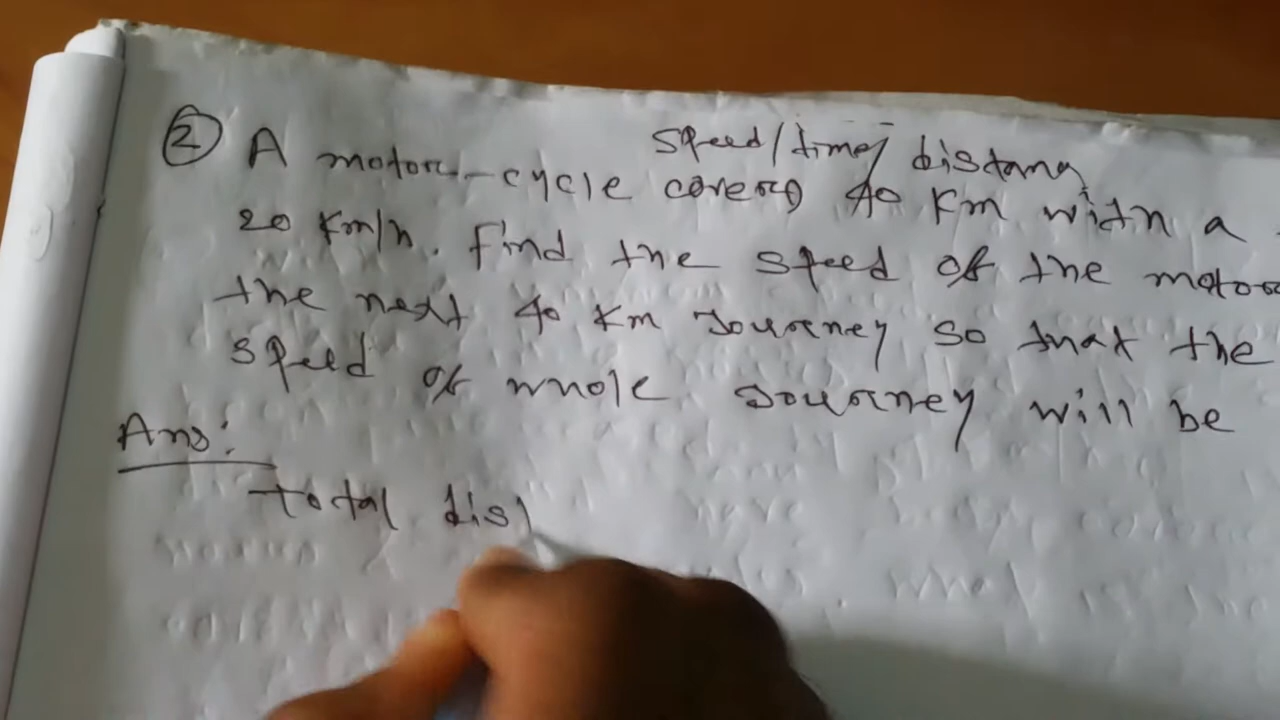 speed/time/ distanc
② A motor-cycle covers 40 km with a
20 km/h. Find the speed of the motor
the next 40 km journey so that the
speed of whole journey will be
Ans:
total dis